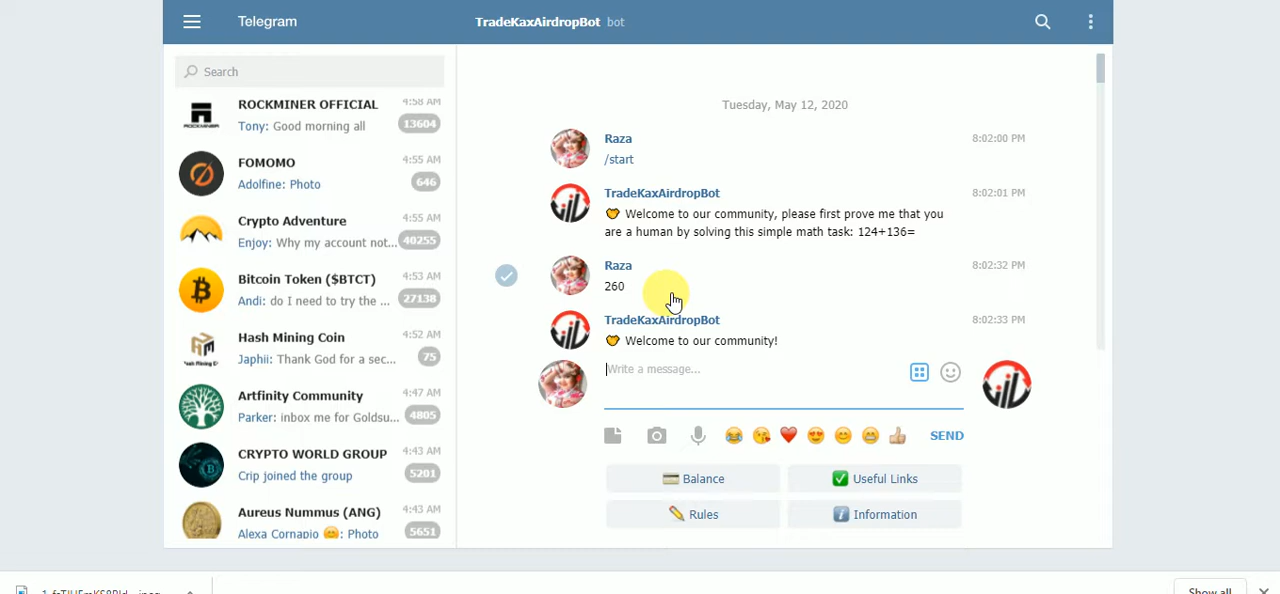 Telegram
TradeKaxAirdropBot bot
Search
ROCKMINER OFFICIAL 4:58 AM
Tony: Good morning all 13604
FOMOMO 4:55 AM
Adolfine: Photo 646
Crypto Adventure 4:55 AM
Enjoy: Why my account not... 40255
Bitcoin Token ($BTCT) 4:53 AM
Andi: do I need to try the ... 27138
Hash Mining Coin 4:52 AM
Japhii: Thank God for a sec... 75
Artfinity Community 4:47 AM
Parker: inbox me for Goldsu... 4805
CRYPTO WORLD GROUP 4:43 AM
Crip joined the group 5201
Aureus Nummus (ANG) 4:43 AM
Alexa Cornapio 😊: Photo 5651
Tuesday, May 12, 2020
Raza 8:02:00 PM
/start
TradeKaxAirdropBot 8:02:01 PM
Welcome to our community, please first prove me that you
are a human by solving this simple math task: 124+136=
Raza 8:02:32 PM
260
TradeKaxAirdropBot 8:02:33 PM
Welcome to our community!
Write a message...
SEND
Balance
Useful Links
Rules
Information
Show all